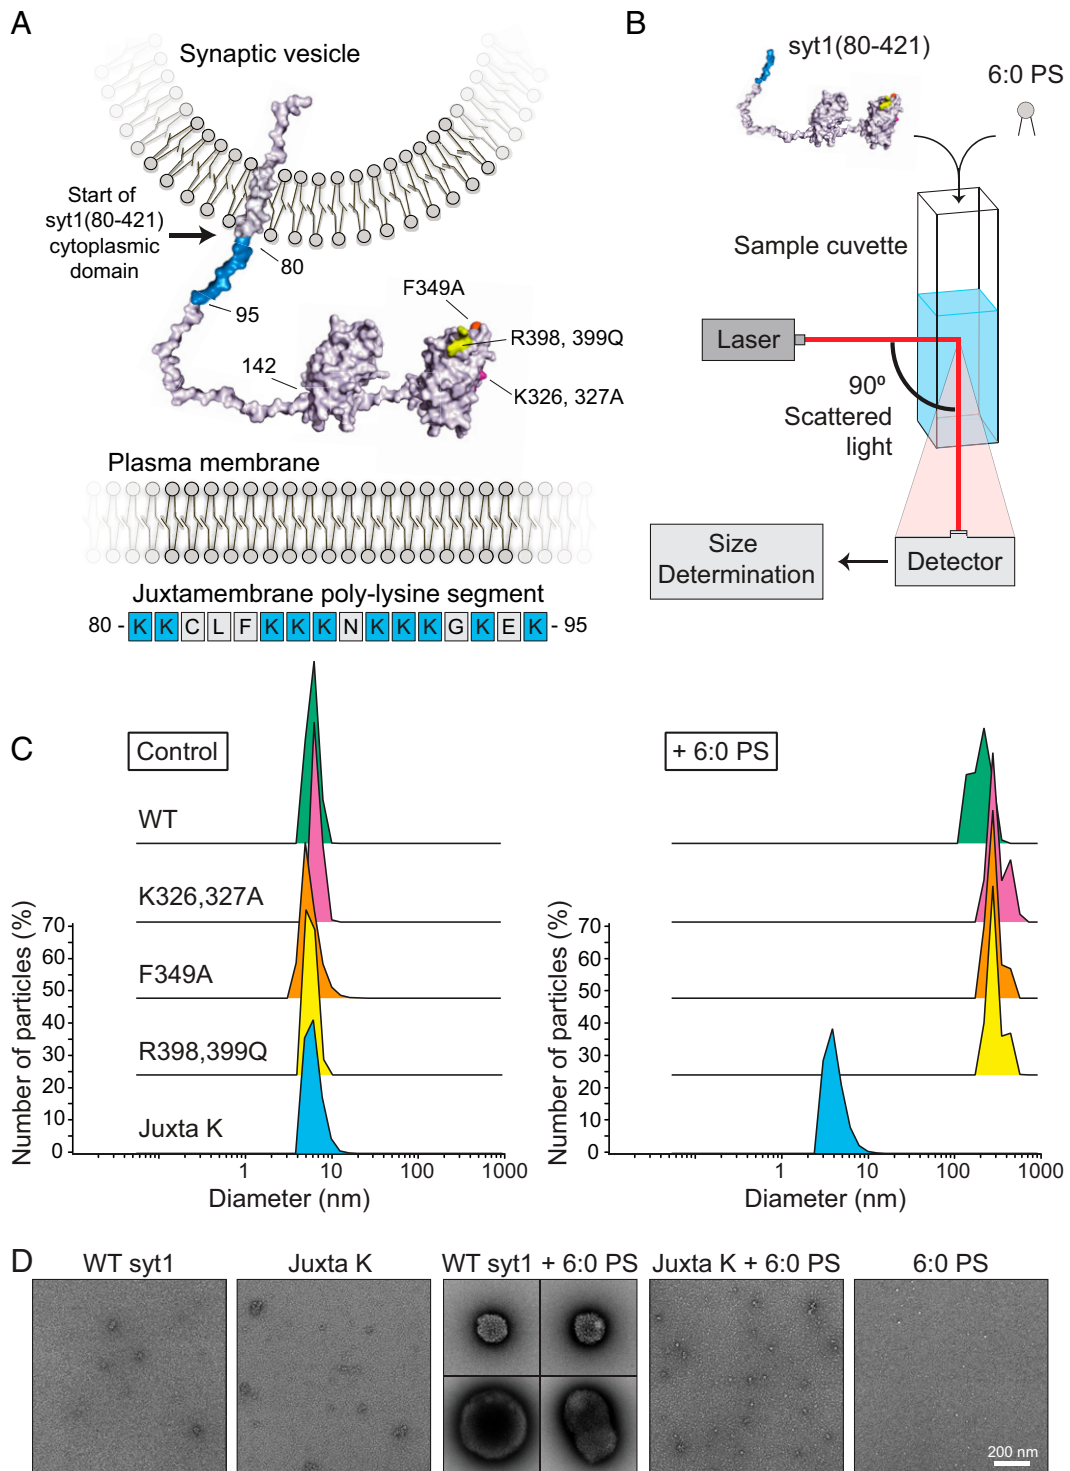 A
Synaptic vesicle
Start of
syt1(80-421)
cytoplasmic
domain
80
95
142
F349A
R398, 399Q
K326, 327A
Plasma membrane
Juxtamembrane poly-lysine segment
80 - K K C L F K K K N K K K G K E K - 95
B
syt1(80-421)
6:0 PS
Sample cuvette
Laser
90º
Scattered
light
Size
Determination
Detector
C
Control
WT
K326,327A
F349A
R398,399Q
Juxta K
Number of particles (%)
70
60
50
40
30
20
10
0
1 10 100 1000
Diameter (nm)
+ 6:0 PS
Number of particles (%)
70
60
50
40
30
20
10
0
1 10 100 1000
Diameter (nm)
D
WT syt1
Juxta K
WT syt1 + 6:0 PS
Juxta K + 6:0 PS
6:0 PS
200 nm